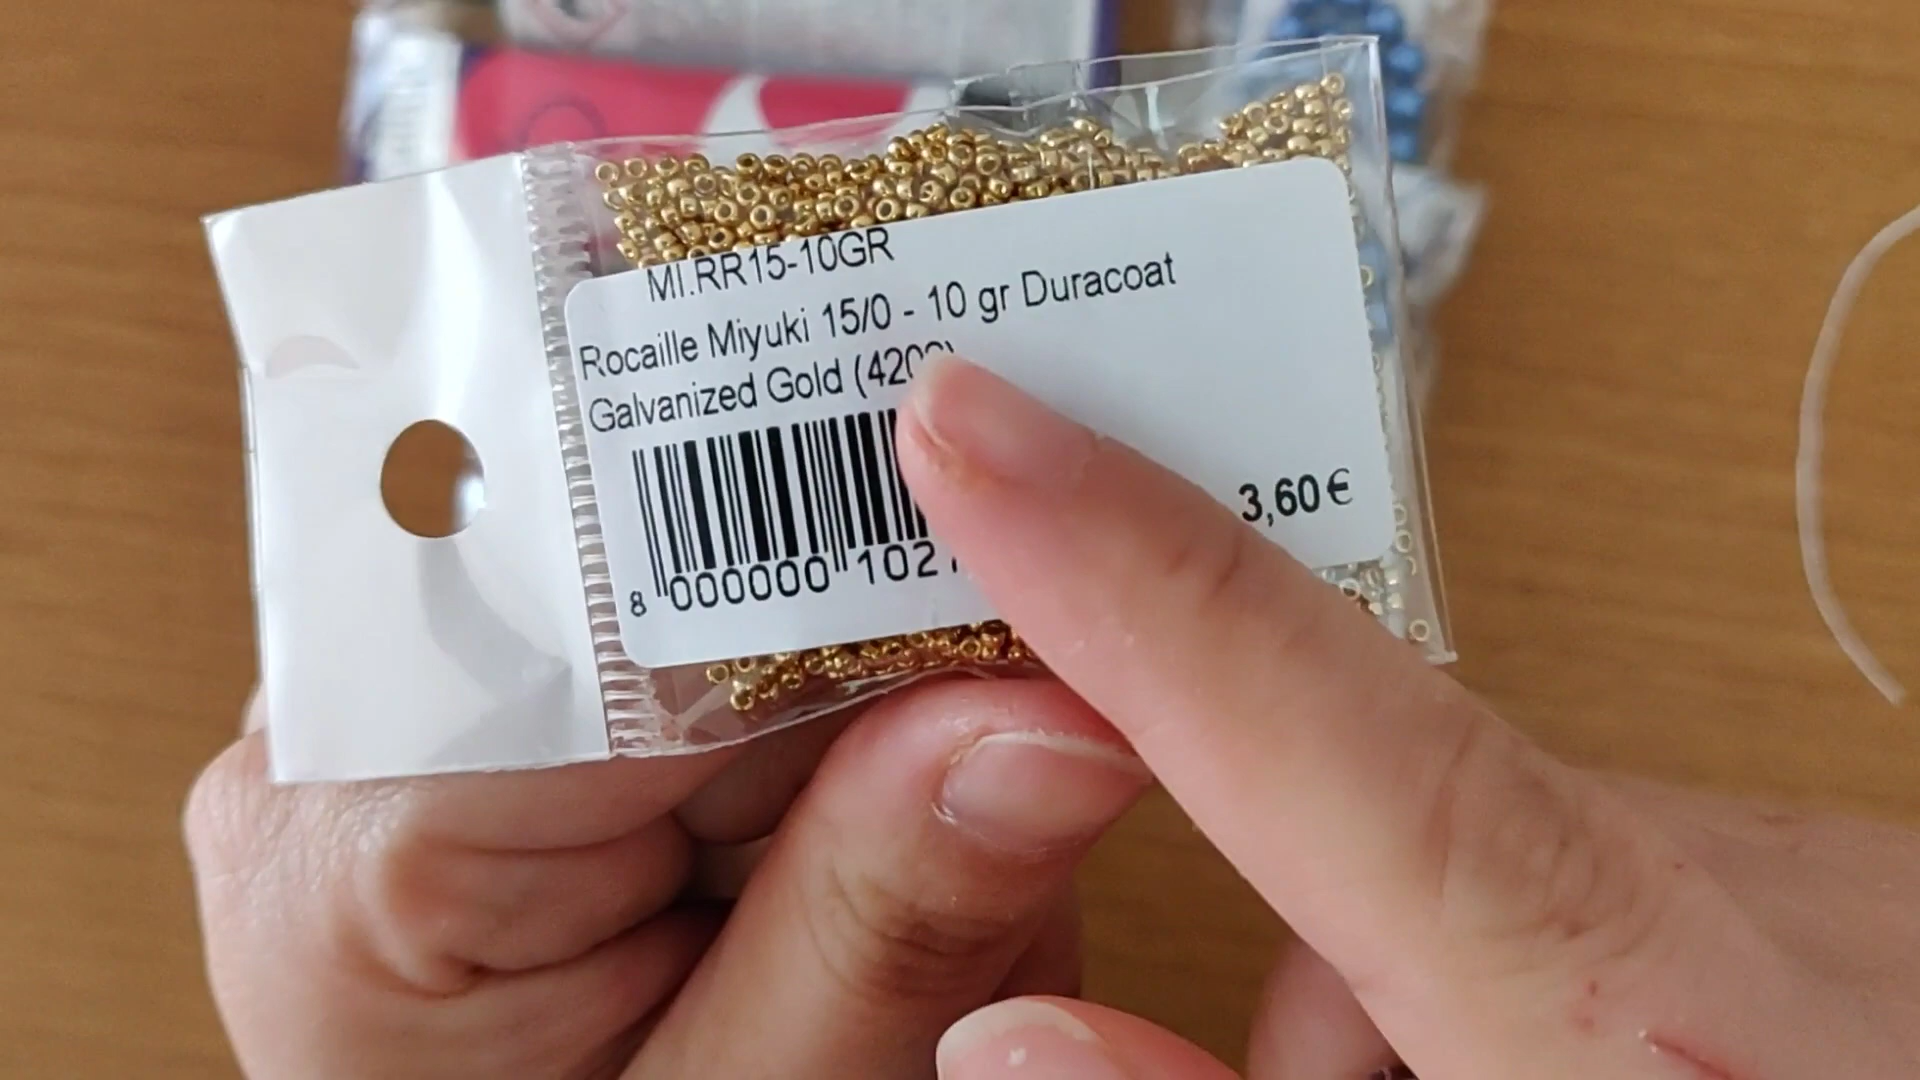 MI.RR15-10GR
Rocaille Miyuki 15/0 - 10 gr Duracoat
Galvanized Gold
3,60€
8 000000 102